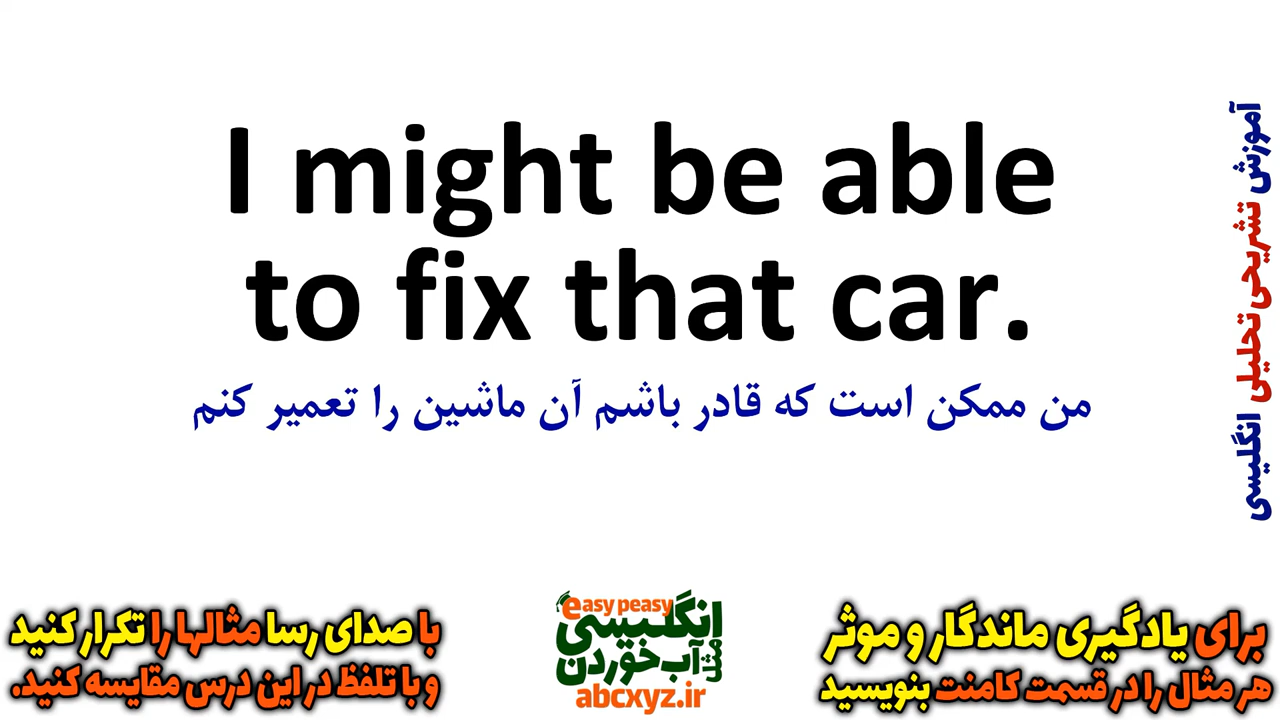 I might be able
to fix that car.
من ممکن است که قادر باشم آن ماشین را تعمیر کنم
آموزش تشریحی تحلیلی انگلیسی
برای یادگیری ماندگار و موثر
هر مثال را در قسمت کامنت بنویسید
easy peasy
انگلیسی
مثل آب خوردن
abcxyz.ir
با صدای رسا مثالها را تکرار کنید
و با تلفظ در این درس مقایسه کنید.